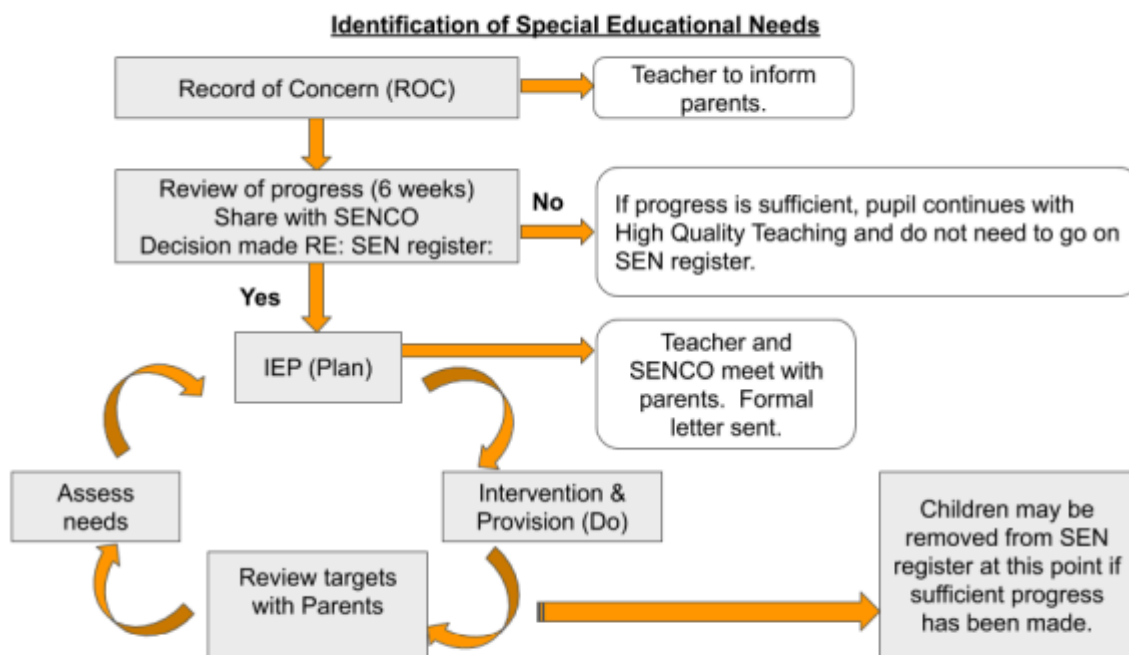 Identification of Special Educational Needs
Record of Concern (ROC)
Teacher to inform
parents.
Review of progress (6 weeks)
Share with SENCO
Decision made RE: SEN register:
No
If progress is sufficient, pupil continues with
High Quality Teaching and do not need to go on
SEN register.
Yes
IEP (Plan)
Teacher and
SENCO meet with
parents.  Formal
letter sent.
Assess
needs
Intervention &
Provision (Do)
Review targets
with Parents
Children may be
removed from SEN
register at this point if
sufficient progress
has been made.